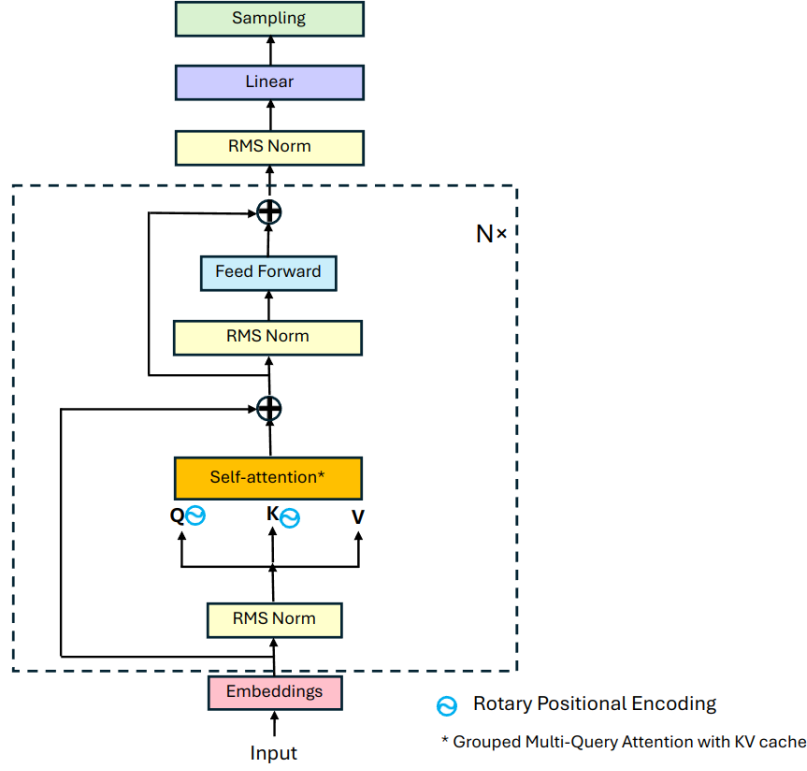 Sampling
Linear
RMS Norm
N×
Feed Forward
RMS Norm
Self-attention*
Q K V
RMS Norm
Embeddings
Input
Rotary Positional Encoding
* Grouped Multi-Query Attention with KV cache